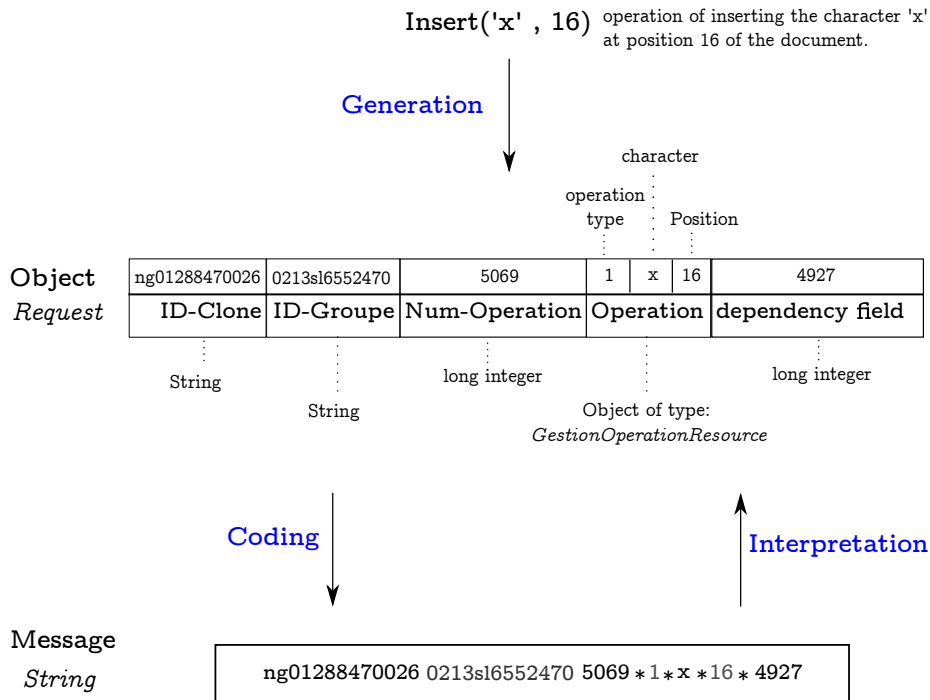 Insert('x' , 16) operation of inserting the character 'x'
at position 16 of the document.
Generation
character
operation
type
Position
Object
ng01288470026 0213sl6552470 5069 1 x 16 4927
Request
ID-Clone ID-Groupe Num-Operation Operation dependency field
String
long integer
long integer
String
Object of type:
GestionOperationResource
Coding
Interpretation
Message
String
ng01288470026 0213sl6552470 5069 * 1 * x * 16 * 4927